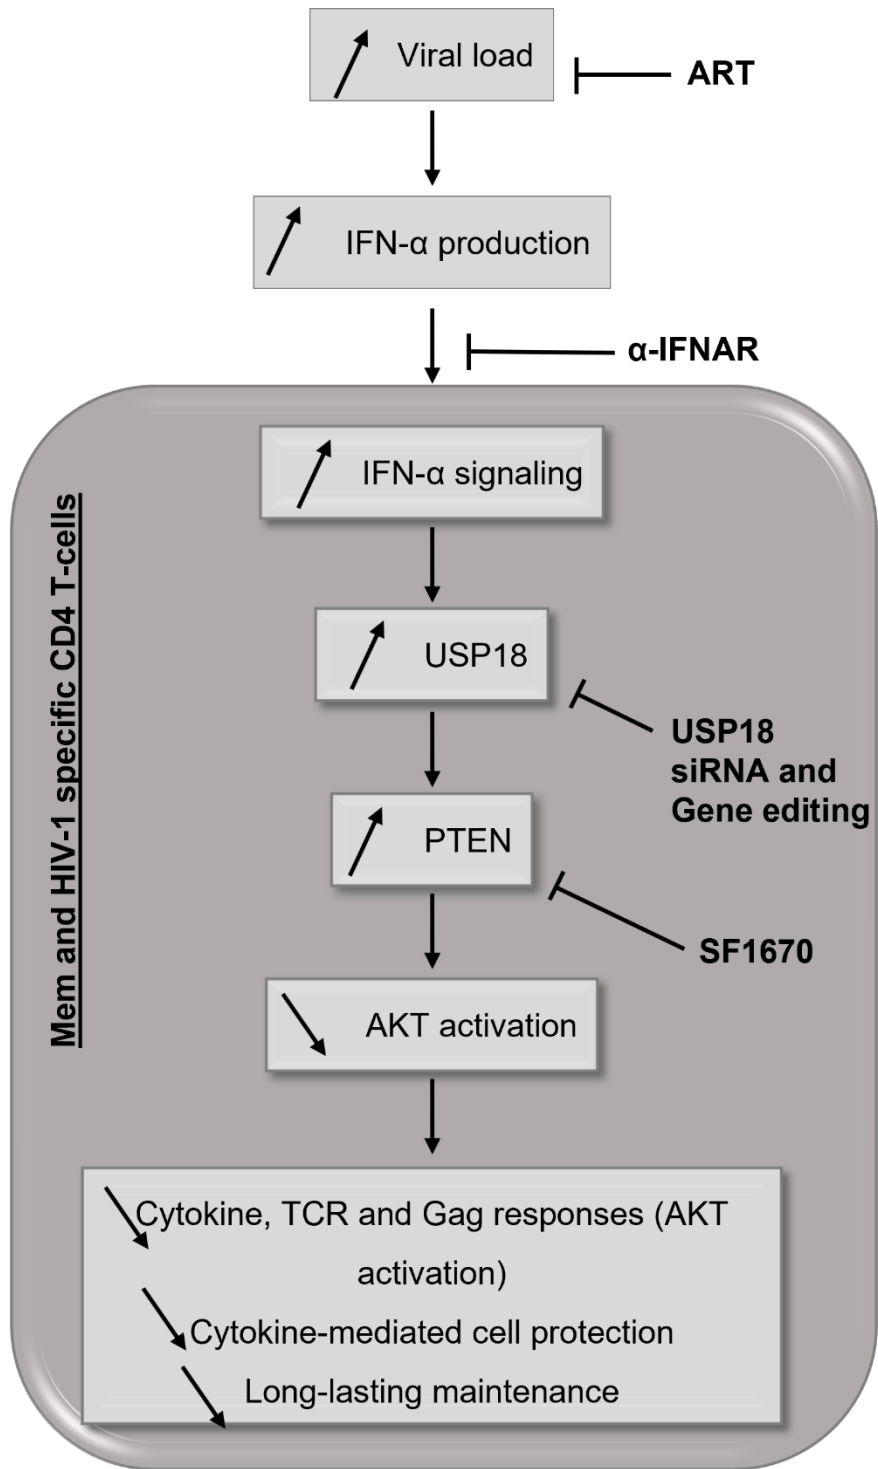 Viral load
ART
IFN-α production
α-IFNAR
Mem and HIV-1 specific CD4 T-cells
IFN-α signaling
USP18
USP18
siRNA and
Gene editing
PTEN
SF1670
AKT activation
Cytokine, TCR and Gag responses (AKT
activation)
Cytokine-mediated cell protection
Long-lasting maintenance